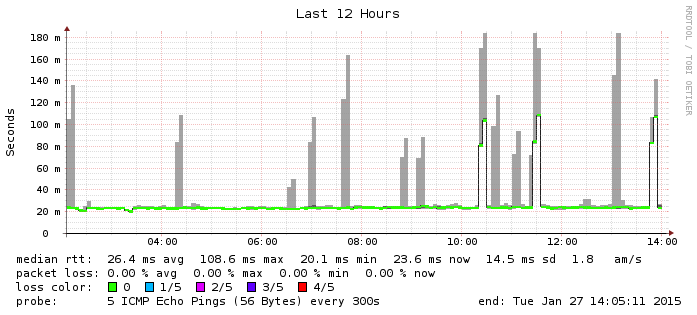 Last 12 Hours
RRDTOOL / TOBI OETIKER
Seconds
180 m
160 m
140 m
120 m
100 m
80 m
60 m
40 m
20 m
0
04:00 06:00 08:00 10:00 12:00 14:00
median rtt: 26.4 ms avg 108.6 ms max 20.1 ms min 23.6 ms now 14.5 ms sd 1.8 am/s
packet loss: 0.00 % avg 0.00 % max 0.00 % min 0.00 % now
loss color: 0 1/5 2/5 3/5 4/5
probe: 5 ICMP Echo Pings (56 Bytes) every 300s end: Tue Jan 27 14:05:11 2015